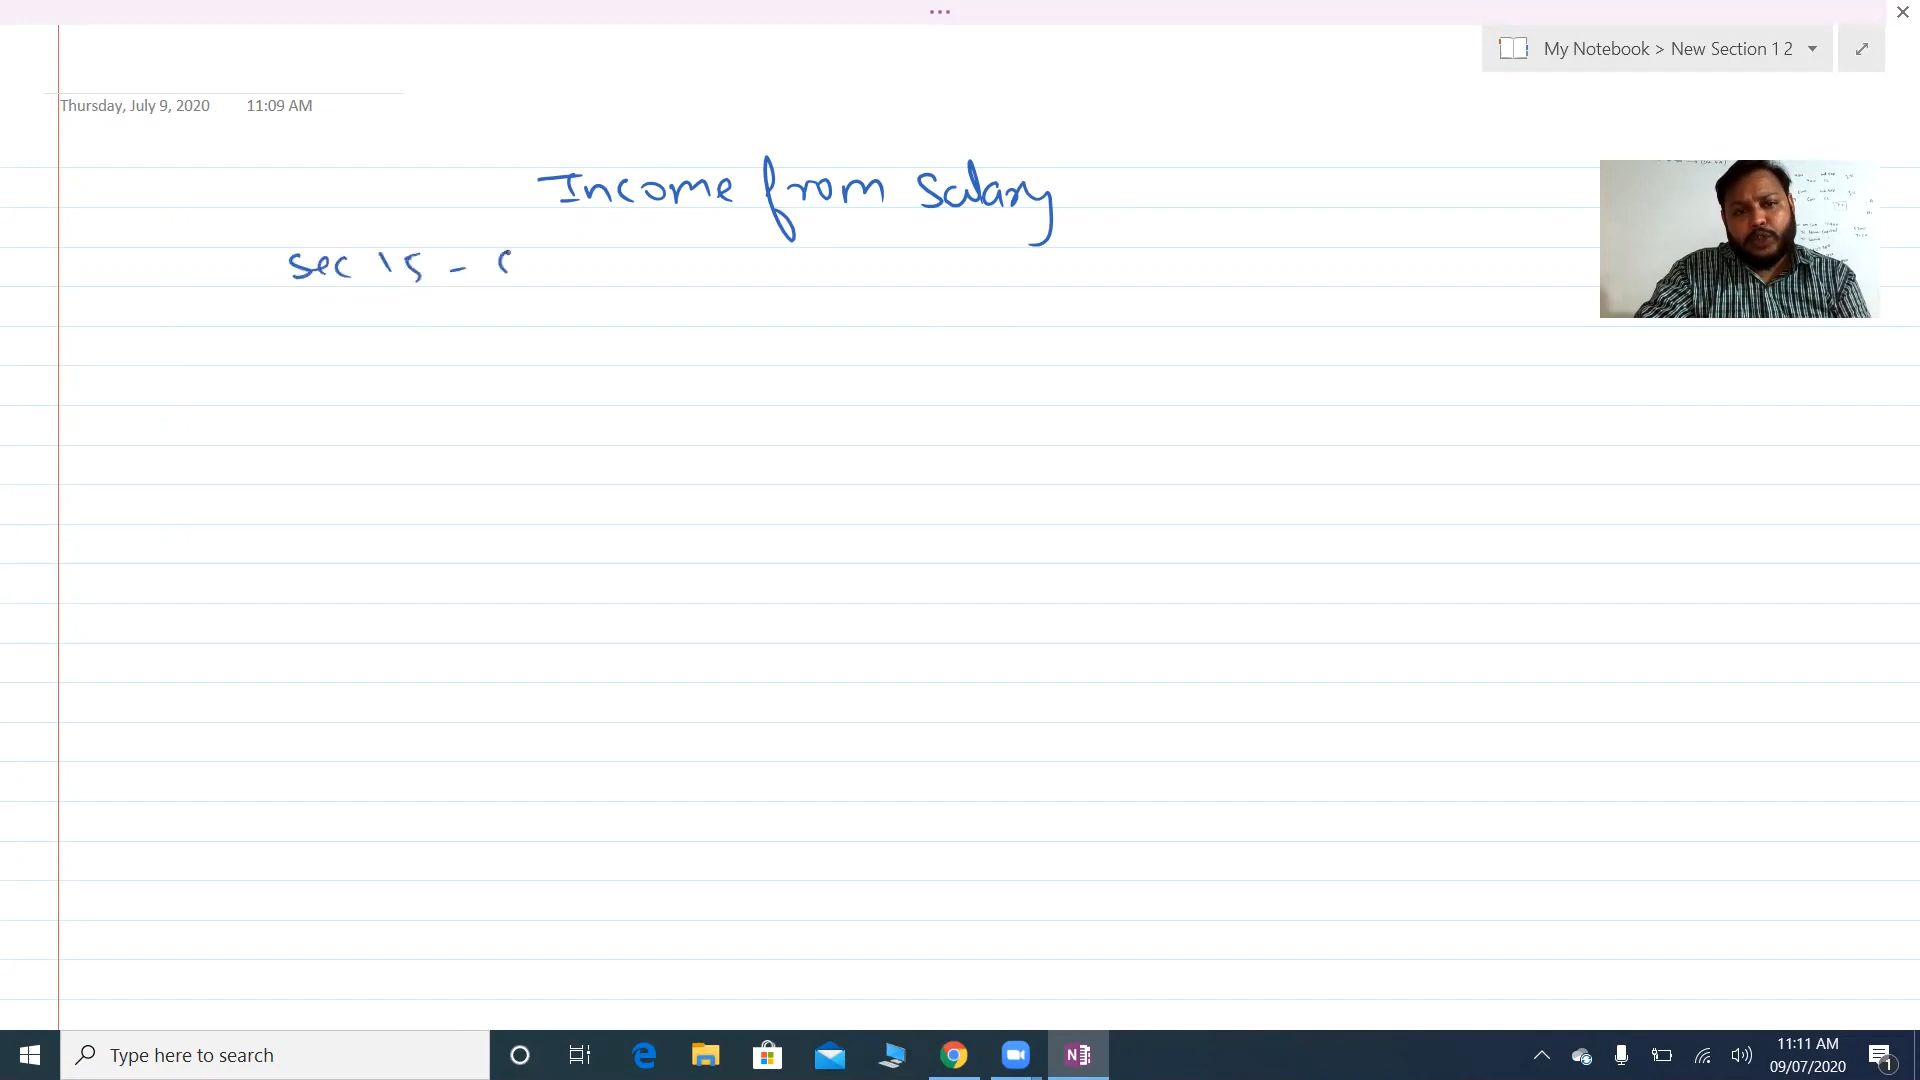 My Notebook > New Section 1 2
Thursday, July 9, 2020 11:09 AM
Income from Salary
Sec 15 - C
Type here to search
11:11 AM
09/07/2020
1